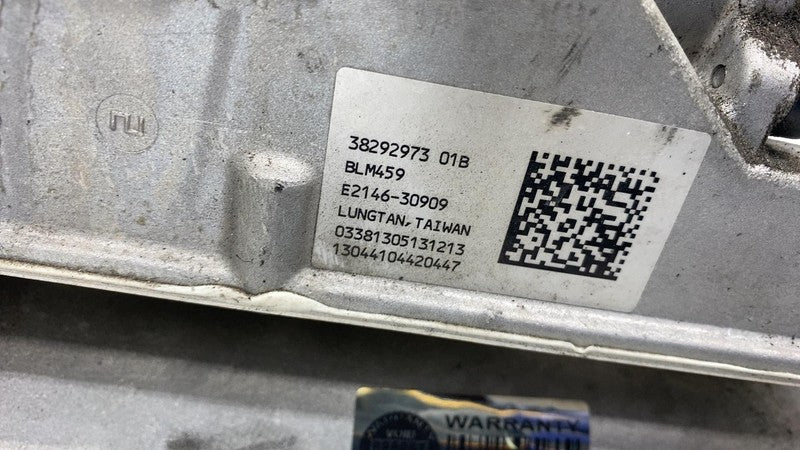 38292973 01B
BLM459
E2146-30909
LUNGTAN, TAIWAN
03381305131213
13044104420447
WARRANTY